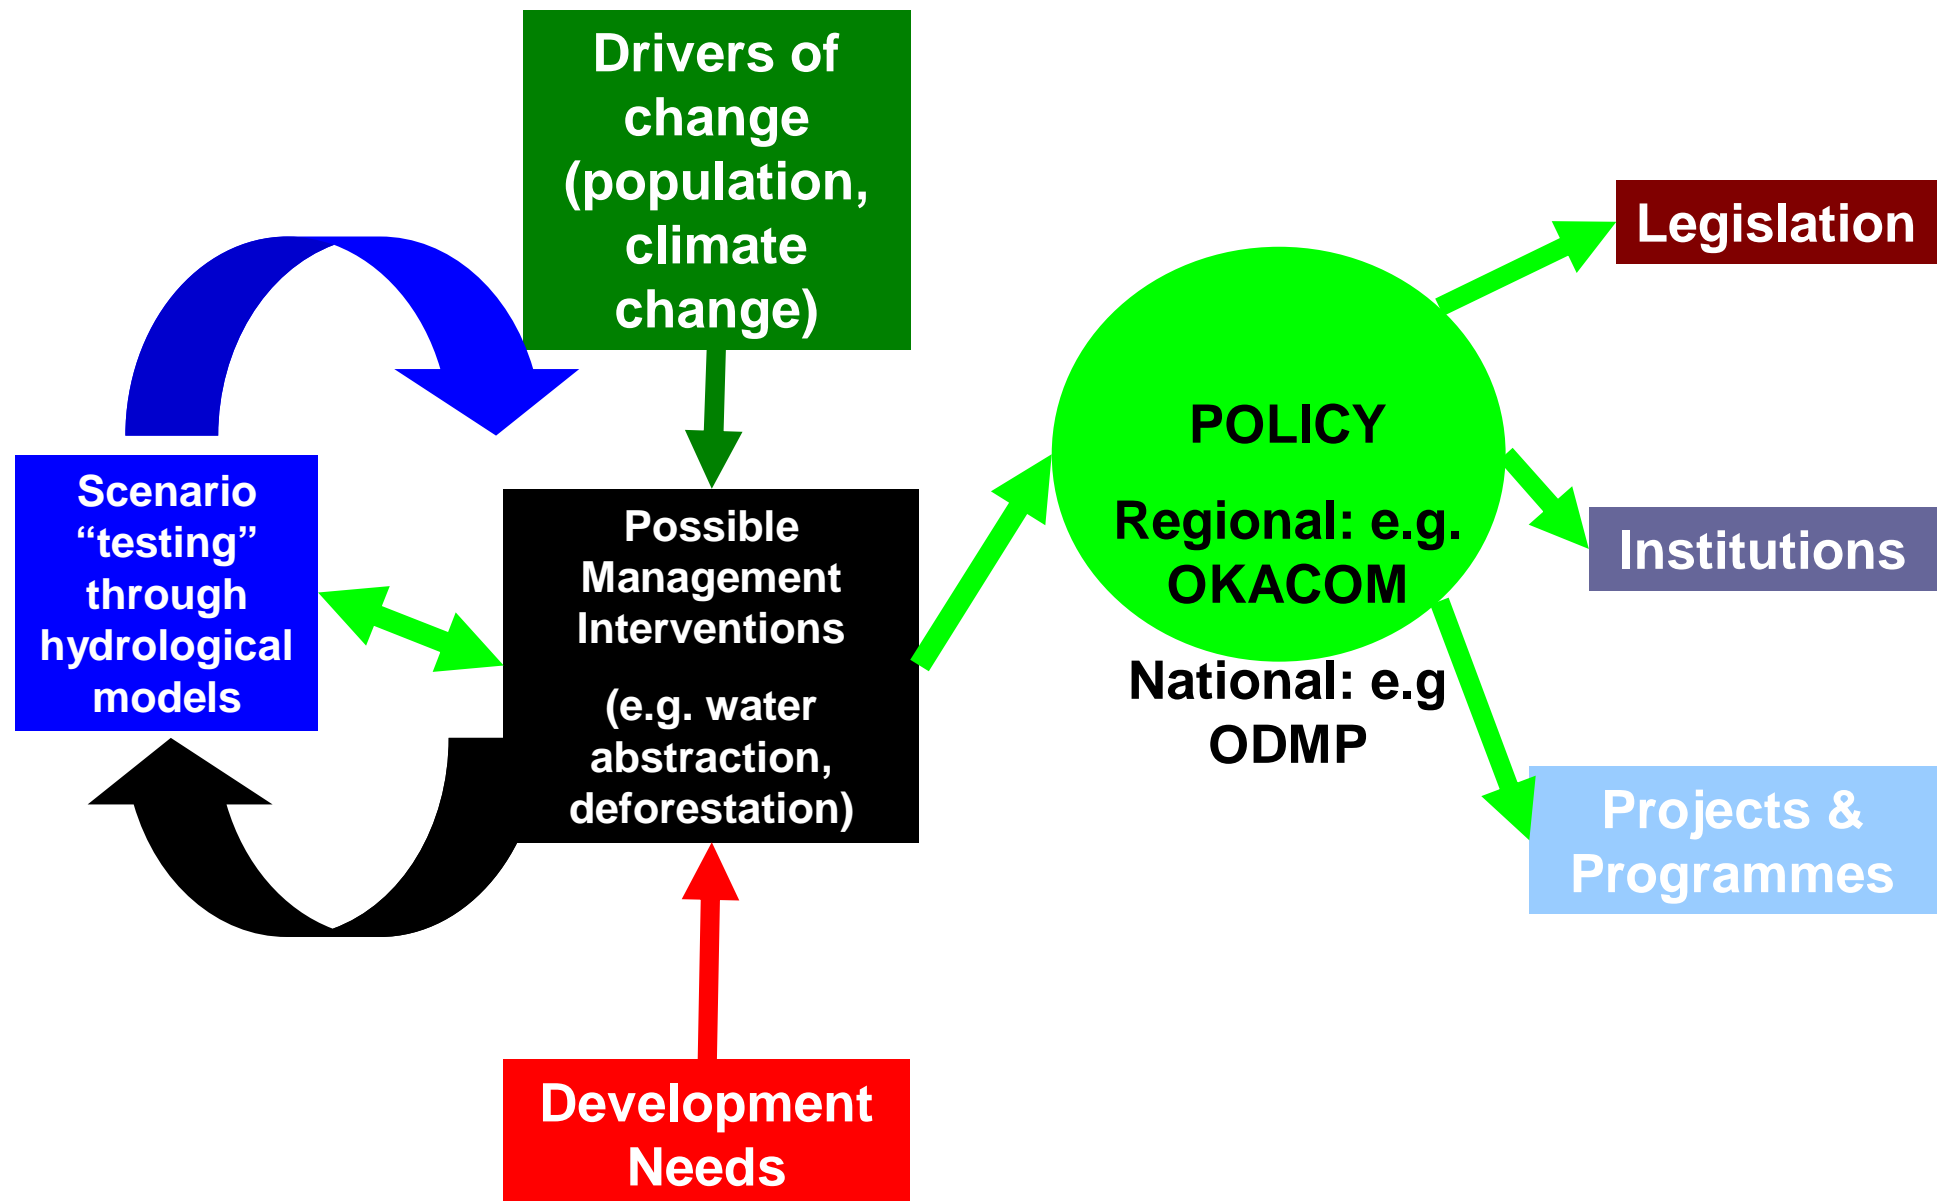 Drivers of
change
(population,
climate
change)
Scenario
“testing”
through
hydrological
models
Possible
Management
Interventions
(e.g. water
abstraction,
deforestation)
Development
Needs
POLICY
Regional: e.g.
OKACOM
National: e.g
ODMP
Legislation
Institutions
Projects &
Programmes